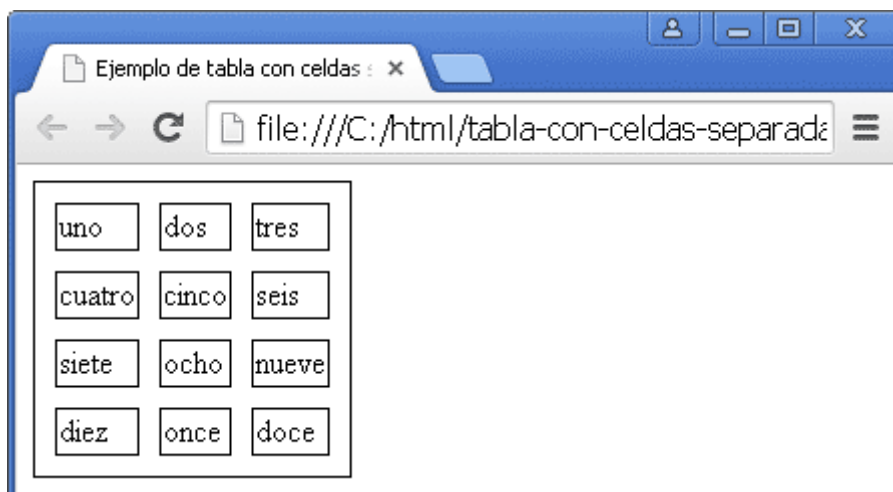 Ejemplo de tabla con celdas
file:///C:/html/tabla-con-celdas-separada
uno dos tres
cuatro cinco seis
siete ocho nueve
diez once doce